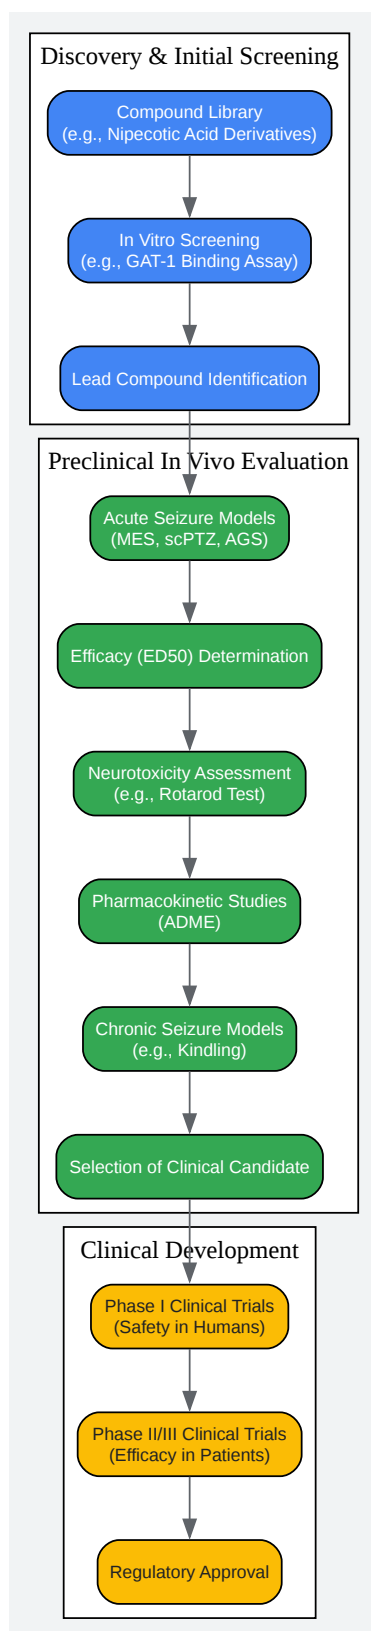 Discovery & Initial Screening
Compound Library
(e.g., Nipecotic Acid Derivatives)
In Vitro Screening
(e.g., GAT-1 Binding Assay)
Lead Compound Identification
Preclinical In Vivo Evaluation
Acute Seizure Models
(MES, scPTZ, AGS)
Efficacy (ED50) Determination
Neurotoxicity Assessment
(e.g., Rotarod Test)
Pharmacokinetic Studies
(ADME)
Chronic Seizure Models
(e.g., Kindling)
Selection of Clinical Candidate
Clinical Development
Phase I Clinical Trials
(Safety in Humans)
Phase II/III Clinical Trials
(Efficacy in Patients)
Regulatory Approval